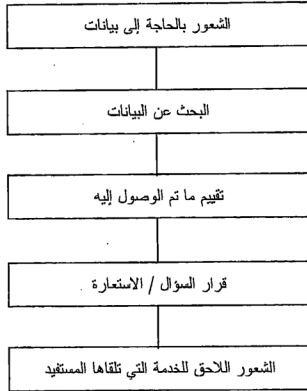 الشعور بالحاجة إلى بيانات
البحث عن البيانات
تقييم ما تم الوصول إليه
قرار السؤال / الاستعارة
الشعور اللاحق للخدمة التي تلقاها المستفيد